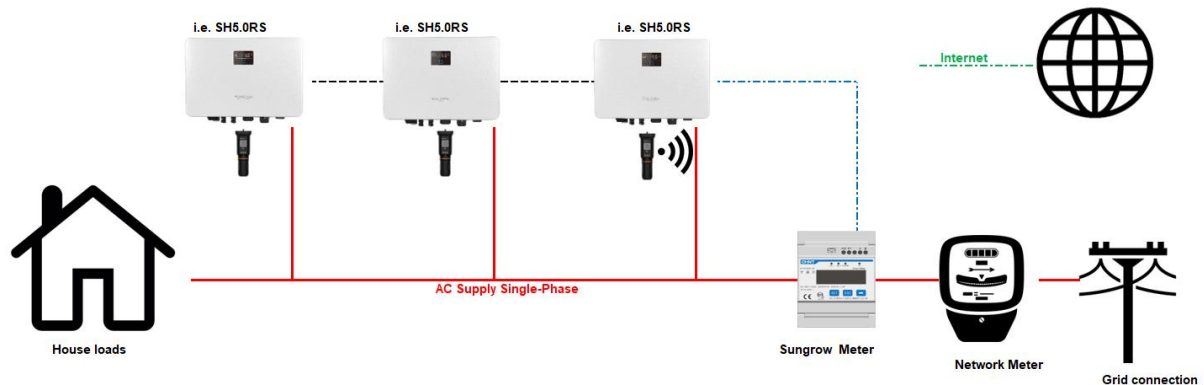 i.e. SH5.0RS
i.e. SH5.0RS
i.e. SH5.0RS
Internet
AC Supply Single-Phase
CHNT
House loads
Sungrow Meter
Network Meter
Grid connection